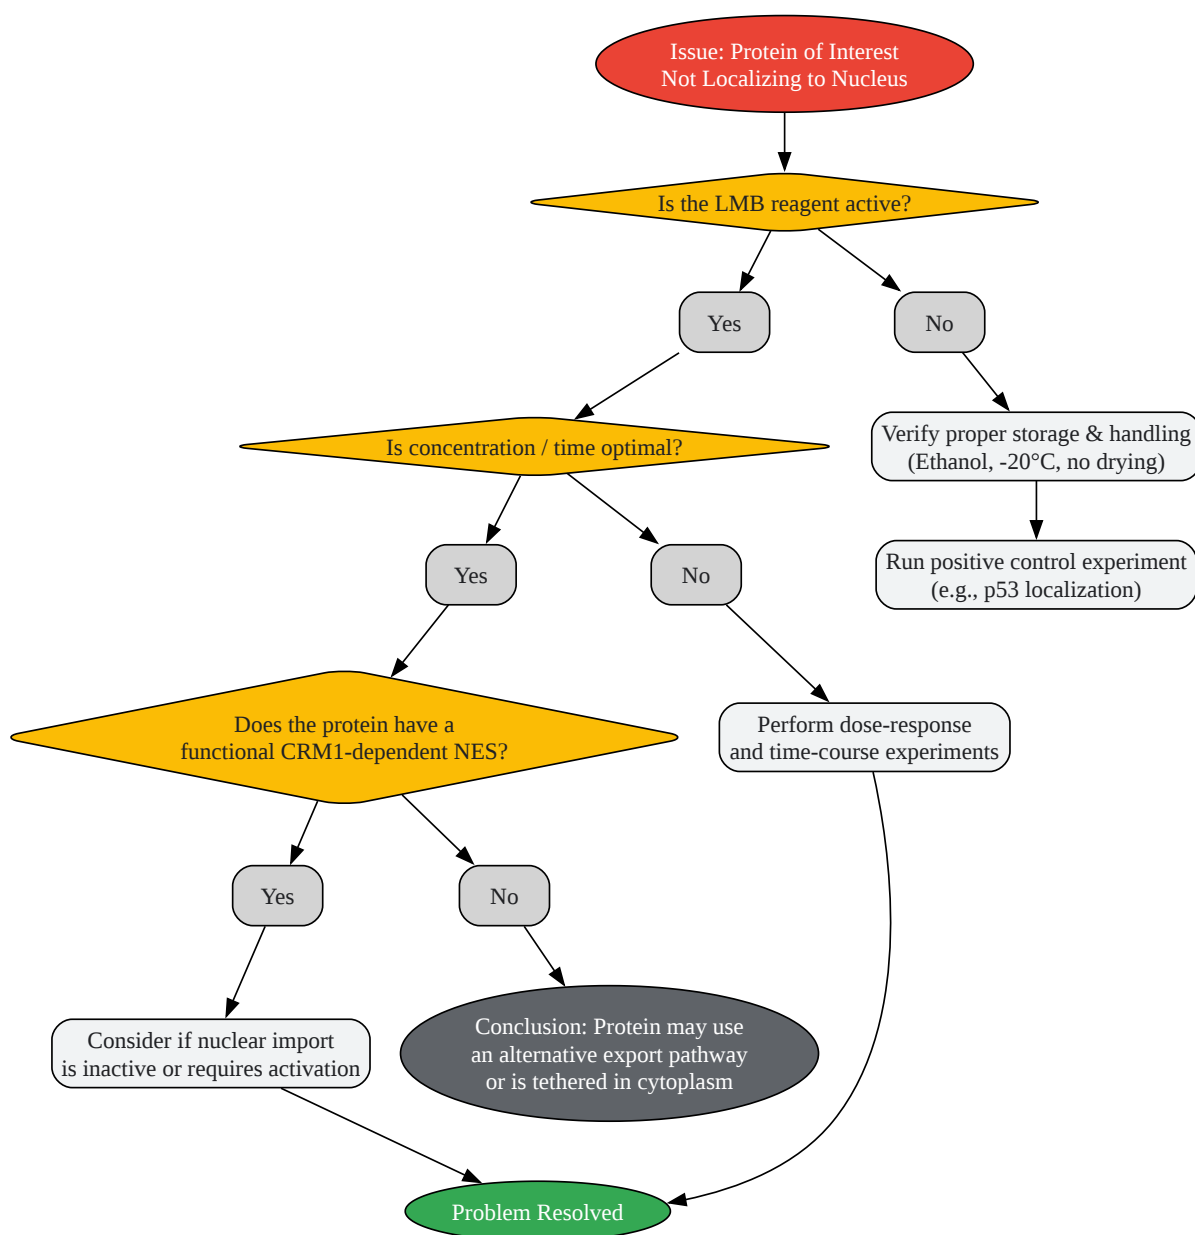 Issue: Protein of Interest
Not Localizing to Nucleus
Is the LMB reagent active?
Yes
No
Is concentration / time optimal?
Verify proper storage & handling
(Ethanol, -20°C, no drying)
Yes
No
Run positive control experiment
(e.g., p53 localization)
Does the protein have a
functional CRM1-dependent NES?
Perform dose-response
and time-course experiments
Yes
No
Consider if nuclear import
is inactive or requires activation
Conclusion: Protein may use
an alternative export pathway
or is tethered in cytoplasm
Problem Resolved